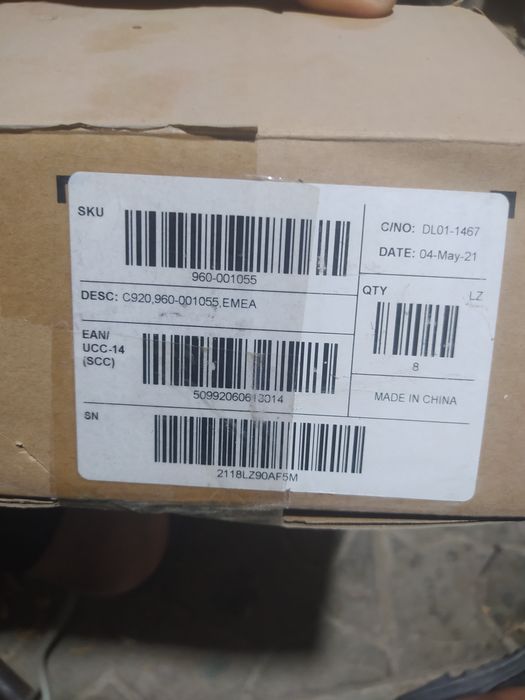 SKU
960-001055
C/NO: DL01-1467
DATE: 04-May-21
DESC: C920,960-001055,EMEA
QTY
LZ
8
EAN/
UCC-14
(SCC)
MADE IN CHINA
SN
2118LZ90AF5M